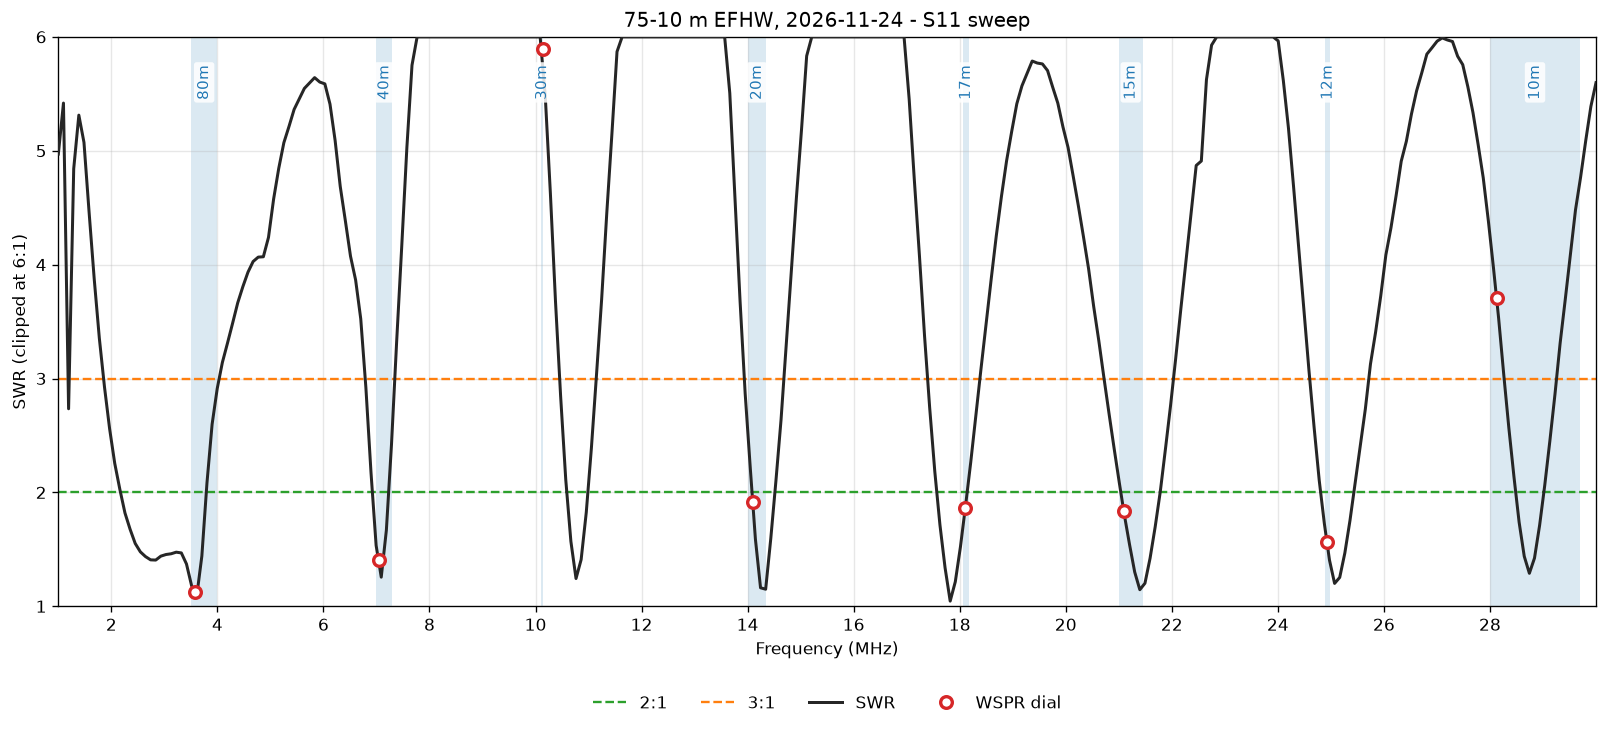 75-10 m EFHW, 2026-11-24 - S11 sweep
SWR (clipped at 6:1)
6
5
4
3
2
1
80m
40m
30m
20m
17m
15m
12m
10m
2
4
6
8
10
12
14
16
18
20
22
24
26
28
Frequency (MHz)
2:1
3:1
SWR
WSPR dial